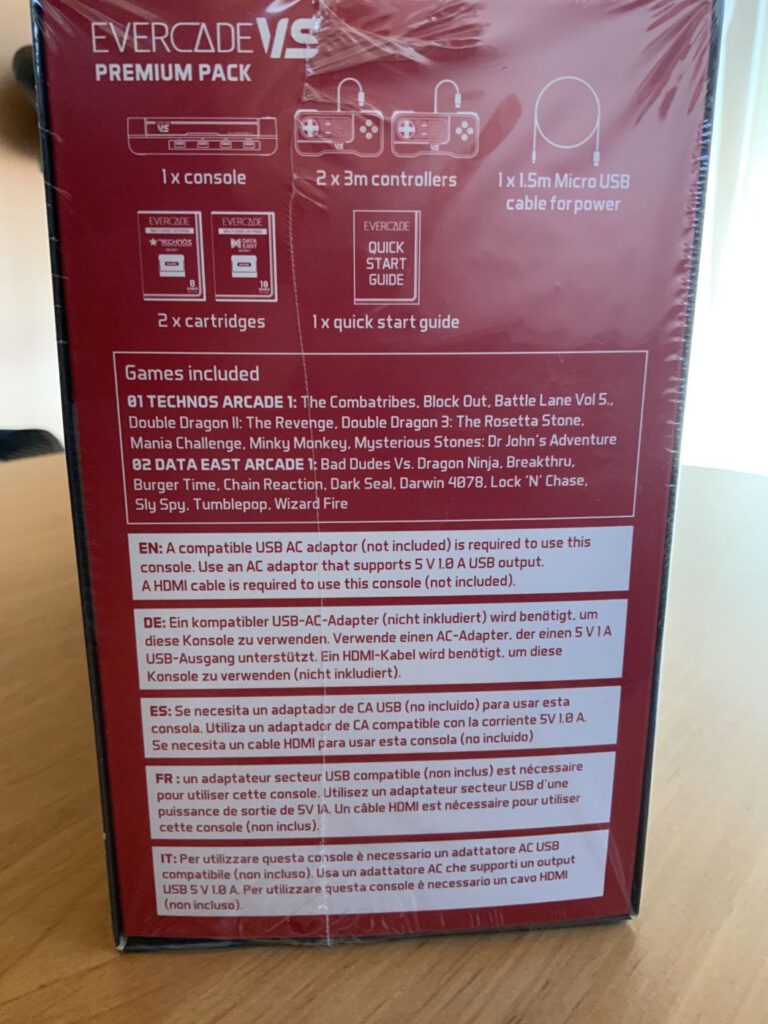 EVERCADE VS
PREMIUM PACK
VS
VS
VS
1 x console
2 x 3m controllers
1 x 1.5m Micro USB
cable for power
EVERCADE
TECHNŌS
8
EVERCADE
DATA
EAST
10
EVERCADE
QUICK
START
GUIDE
2 x cartridges
1 x quick start guide
Games included
01 TECHNOS ARCADE 1: The Combatribes, Block Out, Battle Lane Vol 5.,
Double Dragon II: The Revenge, Double Dragon 3: The Rosetta Stone,
Mania Challenge, Minky Monkey, Mysterious Stones: Dr John's Adventure
02 DATA EAST ARCADE 1: Bad Dudes Vs. Dragon Ninja, Breakthru,
Burger Time, Chain Reaction, Dark Seal, Darwin 4078, Lock 'N' Chase,
Sly Spy, Tumblepop, Wizard Fire
EN: A compatible USB AC adaptor (not included) is required to use this
console. Use an AC adaptor that supports 5 V 1.0 A USB output.
A HDMI cable is required to use this console (not included).
DE: Ein kompatibler USB-AC-Adapter (nicht inkludiert) wird benötigt, um
diese Konsole zu verwenden. Verwende einen AC-Adapter, der einen 5 V 1 A
USB-Ausgang unterstützt. Ein HDMI-Kabel wird benötigt, um diese
Konsole zu verwenden (nicht inkludiert).
ES: Se necesita un adaptador de CA USB (no incluido) para usar esta
consola. Utiliza un adaptador de CA compatible con la corriente 5V 1.0 A.
Se necesita un cable HDMI para usar esta consola (no incluido)
FR : un adaptateur secteur USB compatible (non inclus) est nécessaire
pour utiliser cette console. Utilisez un adaptateur secteur USB d'une
puissance de sortie de 5V 1A. Un câble HDMI est nécessaire pour utiliser
cette console (non inclus).
IT: Per utilizzare questa console è necessario un adattatore AC USB
compatibile (non incluso). Usa un adattatore AC che supporti un output
USB 5 V 1.0 A. Per utilizzare questa console è necessario un cavo HDMI
(non incluso).